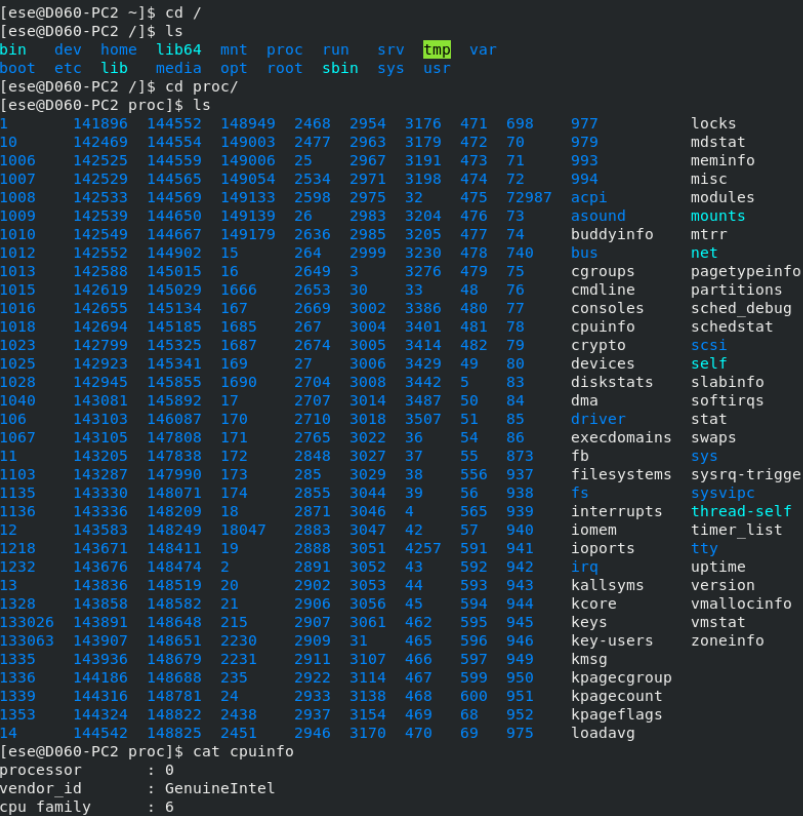 [ese@D060-PC2 ~]$ cd /
[ese@D060-PC2 /]$ ls
bin dev home lib64 mnt proc run srv tmp var
boot etc lib media opt root sbin sys usr
[ese@D060-PC2 /]$ cd proc/
[ese@D060-PC2 proc]$ ls
1 141896 144552 148949 2468 2954 3176 471 698 977 locks
10 142469 144554 149003 2477 2963 3179 472 70 979 mdstat
1006 142525 144559 149006 25 2967 3191 473 71 993 meminfo
1007 142529 144565 149054 2534 2971 3198 474 72 994 misc
1008 142533 144569 149133 2598 2975 32 475 72987 acpi modules
1009 142539 144650 149139 26 2983 3204 476 73 asound mounts
1010 142549 144667 149179 2636 2985 3205 477 74 buddyinfo mtrr
1012 142552 144902 15 264 2999 3230 478 740 bus net
1013 142588 145015 16 2649 3 3276 479 75 cgroups pagetypeinfo
1015 142619 145029 1666 2653 30 33 48 76 cmdline partitions
1016 142655 145134 167 2669 3002 3386 480 77 consoles sched_debug
1018 142694 145185 1685 267 3004 3401 481 78 cpuinfo schedstat
1023 142799 145325 1687 2674 3005 3414 482 79 crypto scsi
1025 142923 145341 169 27 3006 3429 49 80 devices self
1028 142945 145855 1690 2704 3008 3442 5 83 diskstats slabinfo
1040 143081 145892 17 2707 3014 3487 50 84 dma softirqs
106 143103 146087 170 2710 3018 3507 51 85 driver stat
1067 143105 147808 171 2765 3022 36 54 86 execdomains swaps
11 143205 147838 172 2848 3027 37 55 873 fb sys
1103 143287 147990 173 285 3029 38 556 937 filesystems sysrq-trigge
1135 143330 148071 174 2855 3044 39 56 938 fs sysvipc
1136 143336 148209 18 2871 3046 4 565 939 interrupts thread-self
12 143583 148249 18047 2883 3047 42 57 940 iomem timer_list
1218 143671 148411 19 2888 3051 4257 591 941 ioports tty
1232 143676 148474 2 2891 3052 43 592 942 irq uptime
13 143836 148519 20 2902 3053 44 593 943 kallsyms version
1328 143858 148582 21 2906 3056 45 594 944 kcore vmallocinfo
133026 143891 148648 215 2907 3061 462 595 945 keys vmstat
133063 143907 148651 2230 2909 31 465 596 946 key-users zoneinfo
1335 143936 148679 2231 2911 3107 466 597 949 kmsg
1336 144186 148688 235 2922 3114 467 599 950 kpagecgroup
1339 144316 148781 24 2933 3138 468 600 951 kpagecount
1353 144324 148822 2438 2937 3154 469 68 952 kpageflags
14 144542 148825 2451 2946 3170 470 69 975 loadavg
[ese@D060-PC2 proc]$ cat cpuinfo
processor : 0
vendor_id : GenuineIntel
cpu family : 6